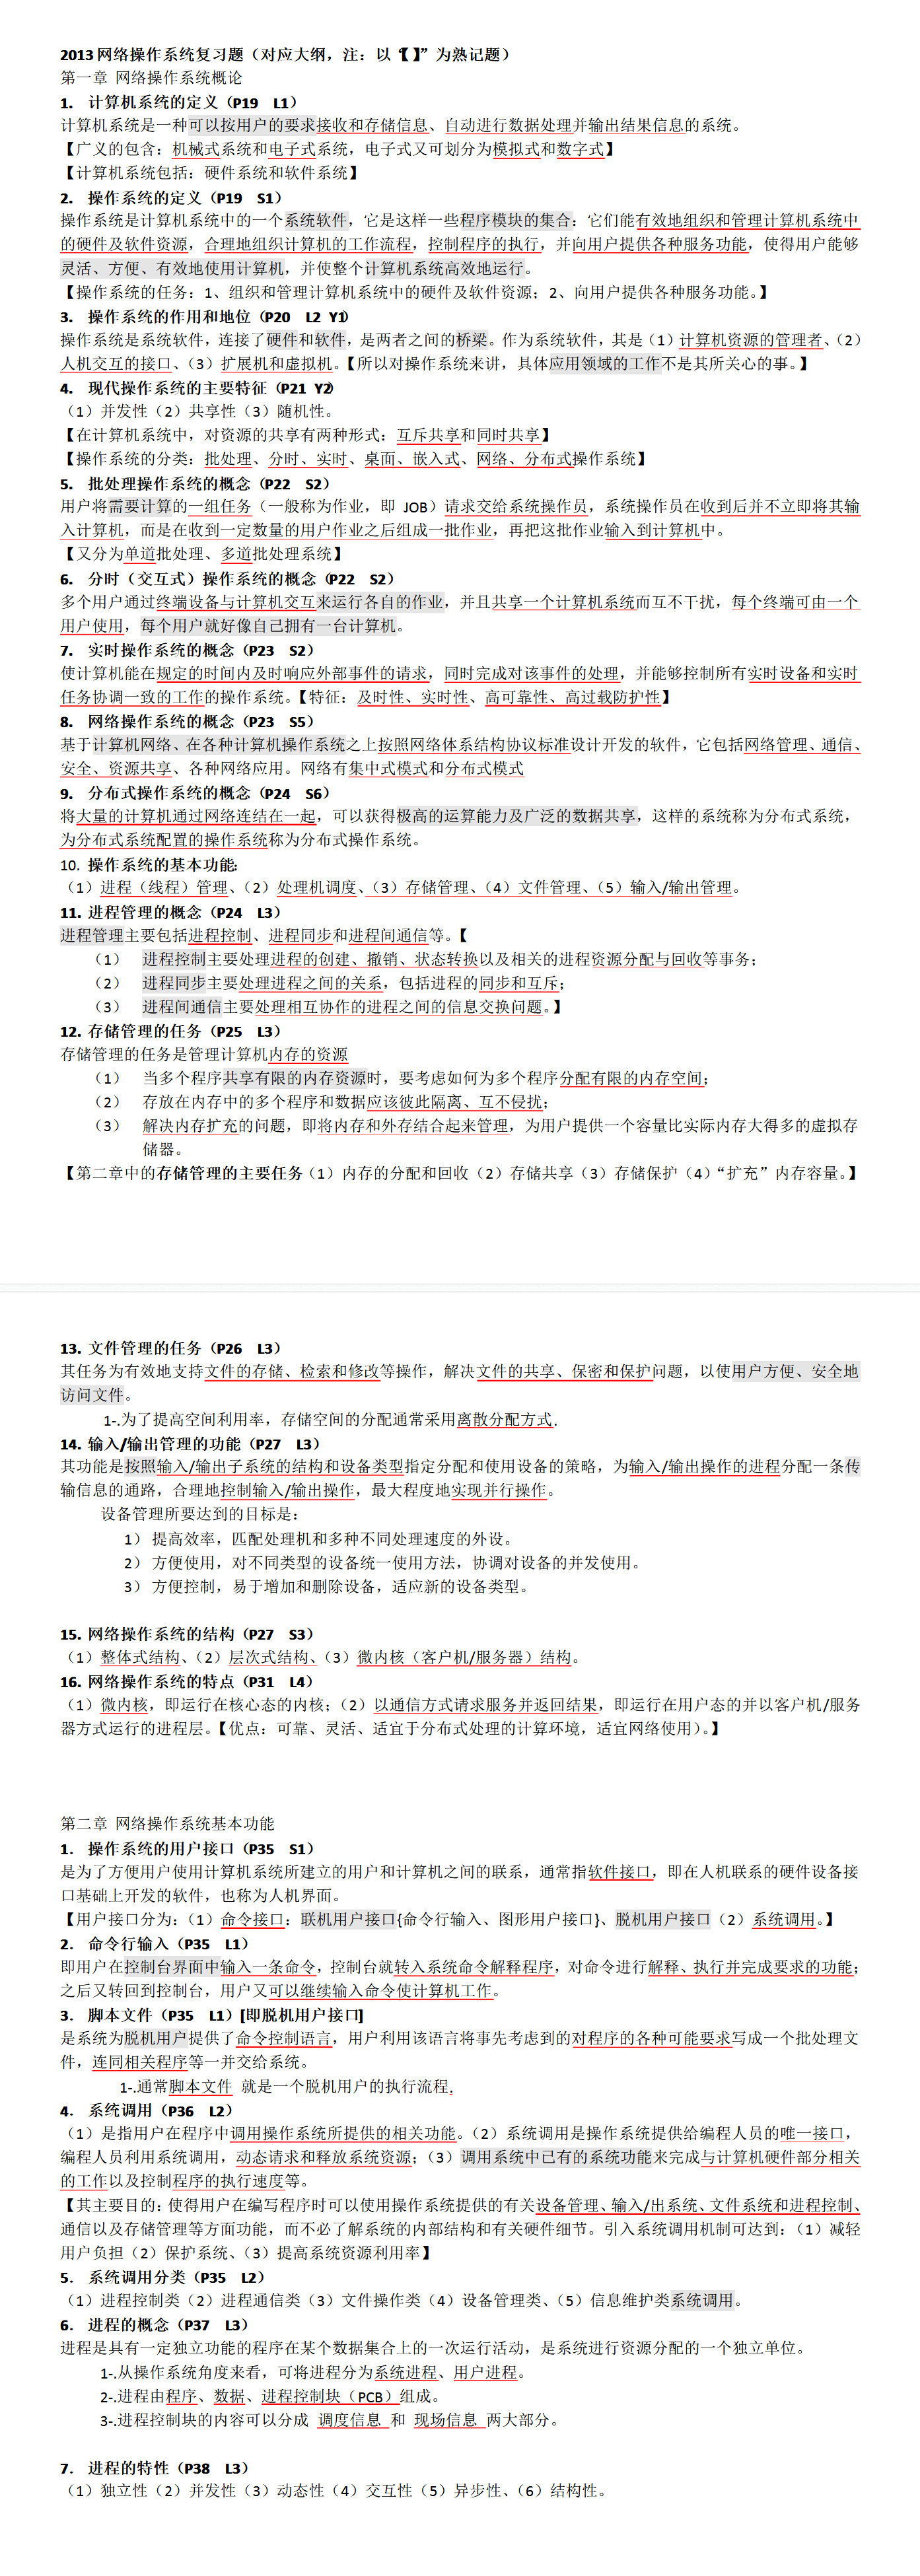 2013 网络操作系统复习题（对应大纲，注：以“【】”为熟记题）
第一章 网络操作系统概论
1. 计算机系统的定义（P19 L1）
计算机系统是一种可以按用户的要求接收和存储信息、自动进行数据处理并输出结果信息的系统。
【广义的包含：机械式系统和电子式系统，电子式又可划分为模拟式和数字式】
【计算机系统包括：硬件系统和软件系统】
2. 操作系统的定义（P19 S1）
操作系统是计算机系统中的一个系统软件，它是这样一些程序模块的集合：它们能有效地组织和管理计算机系统中
的硬件及软件资源，合理地组织计算机的工作流程，控制程序的执行，并向用户提供各种服务功能，使得用户能够
灵活、方便、有效地使用计算机，并使整个计算机系统高效地运行。
【操作系统的任务：1、组织和管理计算机系统中的硬件及软件资源；2、向用户提供各种服务功能。】
3. 操作系统的作用和地位（P20 L2 Y1）
操作系统是系统软件，连接了硬件和软件，是两者之间的桥梁。作为系统软件，其是（1）计算机资源的管理者、（2）
人机交互的接口、（3）扩展机和虚拟机。【所以对操作系统来讲，具体应用领域的工作不是其所关心的事。】
4. 现代操作系统的主要特征（P21 Y2）
（1）并发性（2）共享性（3）随机性。
【在计算机系统中，对资源的共享有两种形式：互斥共享和同时共享】
【操作系统的分类：批处理、分时、实时、桌面、嵌入式、网络、分布式操作系统】
5. 批处理操作系统的概念（P22 S2）
用户将需要计算的一组任务（一般称为作业，即 JOB）请求交给系统操作员，系统操作员在收到后并不立即将其输
入计算机，而是在收到一定数量的用户作业之后组成一批作业，再把这批作业输入到计算机中。
【又分为单道批处理、多道批处理系统】
6. 分时（交互式）操作系统的概念（P22 S2）
多个用户通过终端设备与计算机交互来运行各自的作业，并且共享一个计算机系统而互不干扰，每个终端可由一个
用户使用，每个用户就好像自己拥有一台计算机。
7. 实时操作系统的概念（P23 S2）
使计算机能在规定的时间内及时响应外部事件的请求，同时完成对该事件的处理，并能够控制所有实时设备和实时
任务协调一致的工作的操作系统。【特征：及时性、实时性、高可靠性、高过载防护性】
8. 网络操作系统的概念（P23 S5）
基于计算机网络、在各种计算机操作系统之上按照网络体系结构协议标准设计开发的软件，它包括网络管理、通信、
安全、资源共享、各种网络应用。网络有集中式模式和分布式模式
9. 分布式操作系统的概念（P24 S6）
将大量的计算机通过网络连结在一起，可以获得极高的运算能力及广泛的数据共享，这样的系统称为分布式系统，
为分布式系统配置的操作系统称为分布式操作系统。
10. 操作系统的基本功能：
（1）进程（线程）管理、（2）处理机调度、（3）存储管理、（4）文件管理、（5）输入/输出管理。
11. 进程管理的概念（P24 L3）
进程管理主要包括进程控制、进程同步和进程间通信等。【
（1） 进程控制主要处理进程的创建、撤销、状态转换以及相关的进程资源分配与回收等事务；
（2） 进程同步主要处理进程之间的关系，包括进程的同步和互斥；
（3） 进程间通信主要处理相互协作的进程之间的信息交换问题。】
12. 存储管理的任务（P25 L3）
存储管理的任务是管理计算机内存的资源
（1） 当多个程序共享有限的内存资源时，要考虑如何为多个程序分配有限的内存空间；
（2） 存放在内存中的多个程序和数据应该彼此隔离、互不侵扰；
（3） 解决内存扩充的问题，即将内存和外存结合起来管理，为用户提供一个容量比实际内存大得多的虚拟存
储器。
【第二章中的存储管理的主要任务（1）内存的分配和回收（2）存储共享（3）存储保护（4）“扩充”内存容量。】
13. 文件管理的任务（P26 L3）
其任务为有效地支持文件的存储、检索和修改等操作，解决文件的共享、保密和保护问题，以使用户方便、安全地
访问文件。
1-.为了提高空间利用率，存储空间的分配通常采用离散分配方式.
14. 输入/输出管理的功能（P27 L3）
其功能是按照输入/输出子系统的结构和设备类型指定分配和使用设备的策略，为输入/输出操作的进程分配一条传
输信息的通路，合理地控制输入/输出操作，最大程度地实现并行操作。
设备管理所要达到的目标是：
1） 提高效率，匹配处理机和多种不同处理速度的外设。
2） 方便使用，对不同类型的设备统一使用方法，协调对设备的并发使用。
3） 方便控制，易于增加和删除设备，适应新的设备类型。
15. 网络操作系统的结构（P27 S3）
（1）整体式结构、（2）层次式结构、（3）微内核（客户机/服务器）结构。
16. 网络操作系统的特点（P31 L4）
（1）微内核，即运行在核心态的内核；（2）以通信方式请求服务并返回结果，即运行在用户态的并以客户机/服务
器方式运行的进程层。【优点：可靠、灵活、适宜于分布式处理的计算环境，适宜网络使用）。】
第二章 网络操作系统基本功能
1. 操作系统的用户接口（P35 S1）
是为了方便用户使用计算机系统所建立的用户和计算机之间的联系，通常指软件接口，即在人机联系的硬件设备接
口基础上开发的软件，也称为人机界面。
【用户接口分为：（1）命令接口：联机用户接口{命令行输入、图形用户接口}、脱机用户接口（2）系统调用。】
2. 命令行输入（P35 L1）
即用户在控制台界面中输入一条命令，控制台就转入系统命令解释程序，对命令进行解释、执行并完成要求的功能；
之后又转回到控制台，用户又可以继续输入命令使计算机工作。
3. 脚本文件（P35 L1）[即脱机用户接口]
是系统为脱机用户提供了命令控制语言，用户利用该语言将事先考虑到的对程序的各种可能要求写成一个批处理文
件，连同相关程序等一并交给系统。
1-.通常脚本文件 就是一个脱机用户的执行流程.
4. 系统调用（P36 L2）
（1）是指用户在程序中调用操作系统所提供的相关功能。（2）系统调用是操作系统提供给编程人员的唯一接口，
编程人员利用系统调用，动态请求和释放系统资源；（3）调用系统中已有的系统功能来完成与计算机硬件部分相关
的工作以及控制程序的执行速度等。
【其主要目的：使得用户在编写程序时可以使用操作系统提供的有关设备管理、输入/出系统、文件系统和进程控制、
通信以及存储管理等方面功能，而不必了解系统的内部结构和有关硬件细节。引入系统调用机制可达到：（1）减轻
用户负担（2）保护系统、（3）提高系统资源利用率】
5. 系统调用分类（P35 L2）
（1）进程控制类（2）进程通信类（3）文件操作类（4）设备管理类、（5）信息维护类系统调用。
6. 进程的概念（P37 L3）
进程是具有一定独立功能的程序在某个数据集合上的一次运行活动，是系统进行资源分配的一个独立单位。
1-.从操作系统角度来看，可将进程分为系统进程、用户进程。
2-.进程由程序、数据、进程控制块（PCB）组成。
3-.进程控制块的内容可以分成 调度信息 和 现场信息 两大部分。
7. 进程的特性（P38 L3）
（1）独立性（2）并发性（3）动态性（4）交互性（5）异步性、（6）结构性。